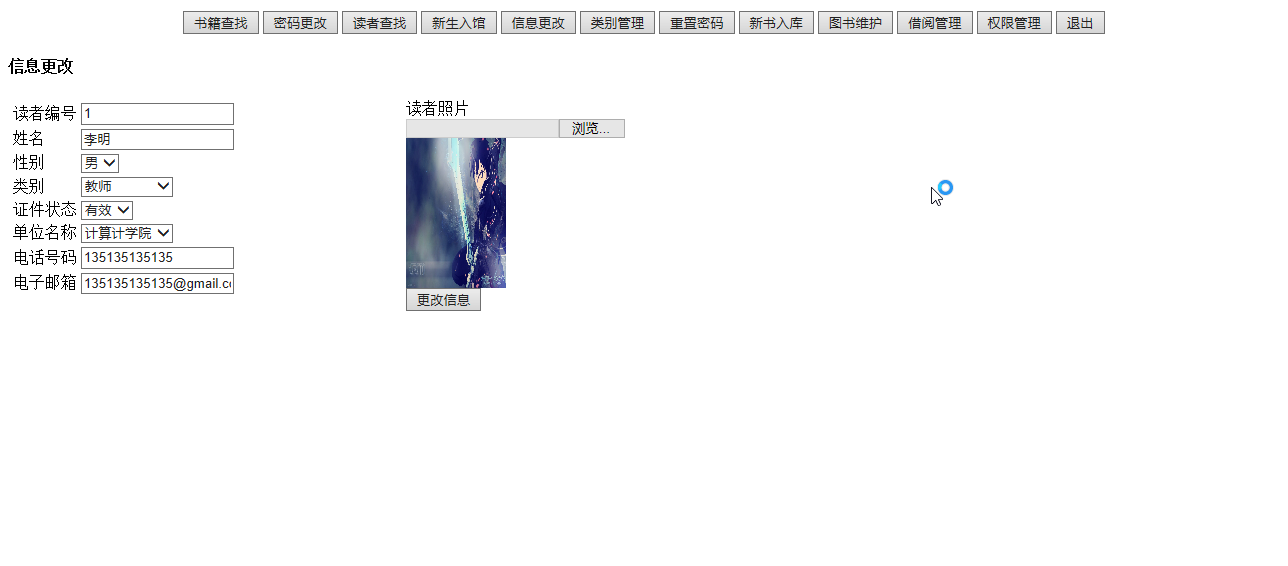 书籍查找 密码更改 读者查找 新生入馆 信息更改 类别管理 重置密码 新书入库 图书维护 借阅管理 权限管理 退出
信息更改
读者编号 1
姓名 李明
性别 男
类别 教师
证件状态 有效
单位名称 计算计学院
电话号码 135135135135
电子邮箱 135135135135@gmail.co
读者照片
浏览...
更改信息